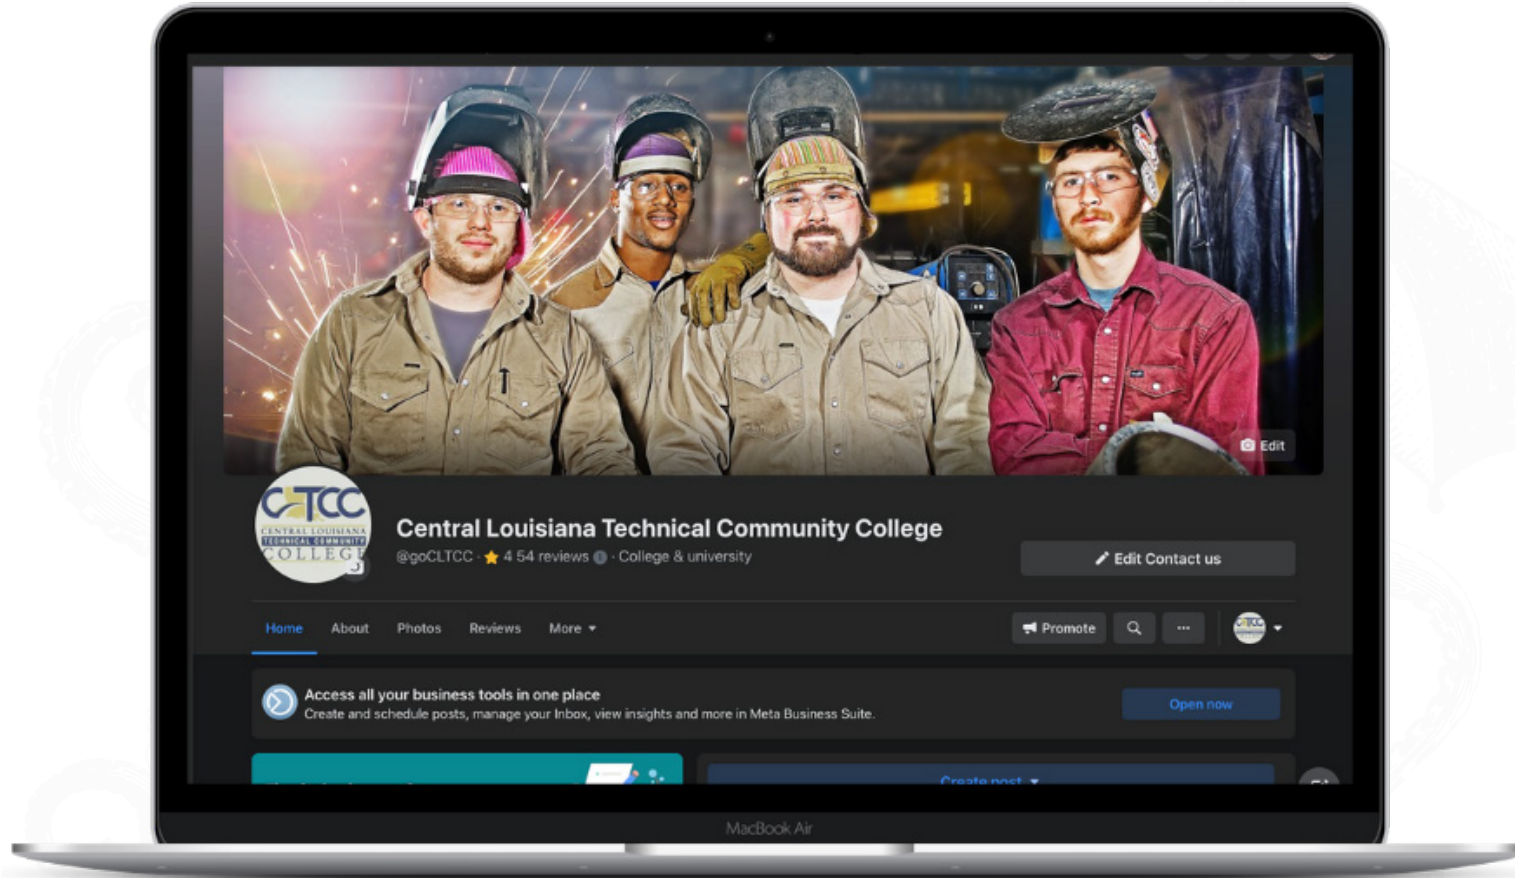 Edit
CLTCC
CENTRAL LOUISIANA
TECHNICAL COMMUNITY
COLLEGE
Central Louisiana Technical Community College
@goCLTCC · 4 54 reviews · College & university
Edit Contact us
Home About Photos Reviews More
Promote
Access all your business tools in one place
Create and schedule posts, manage your Inbox, view insights and more in Meta Business Suite.
Open now
Create post
MacBook Air